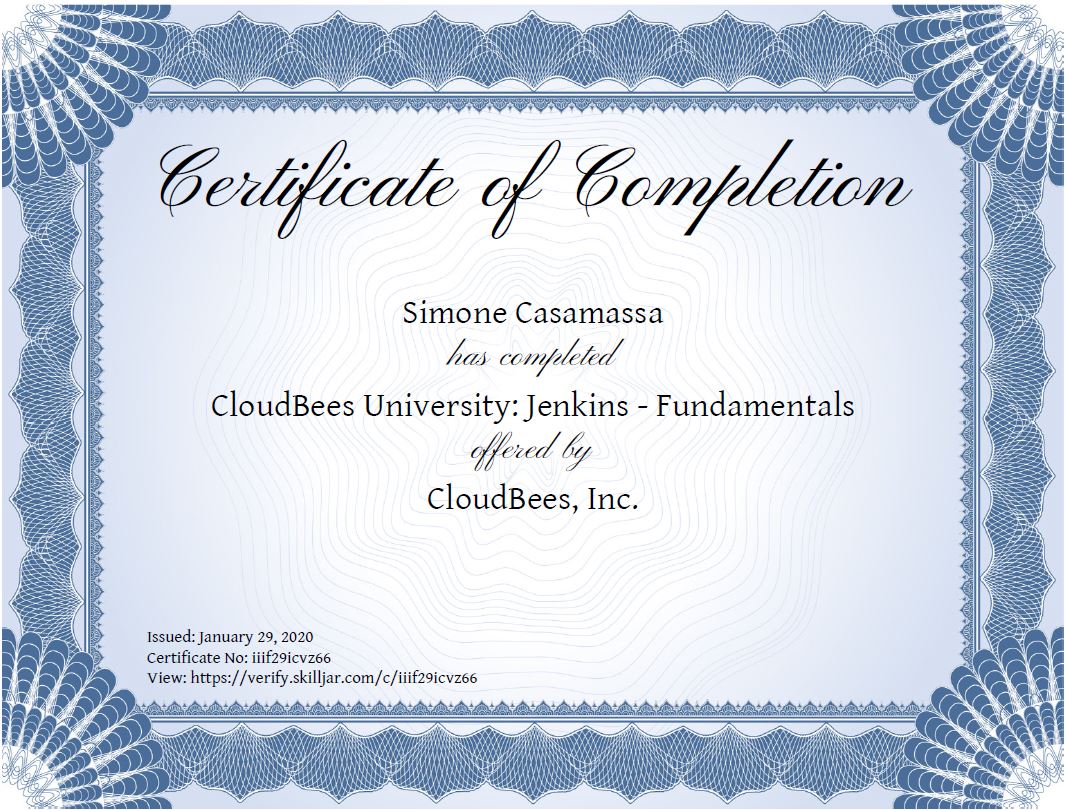 Certificate of Completion
Simone Casamassa
has completed
CloudBees University: Jenkins - Fundamentals
offered by
CloudBees, Inc.
Issued: January 29, 2020
Certificate No: iiif29icvz66
View: https://verify.skilljar.com/c/iiif29icvz66